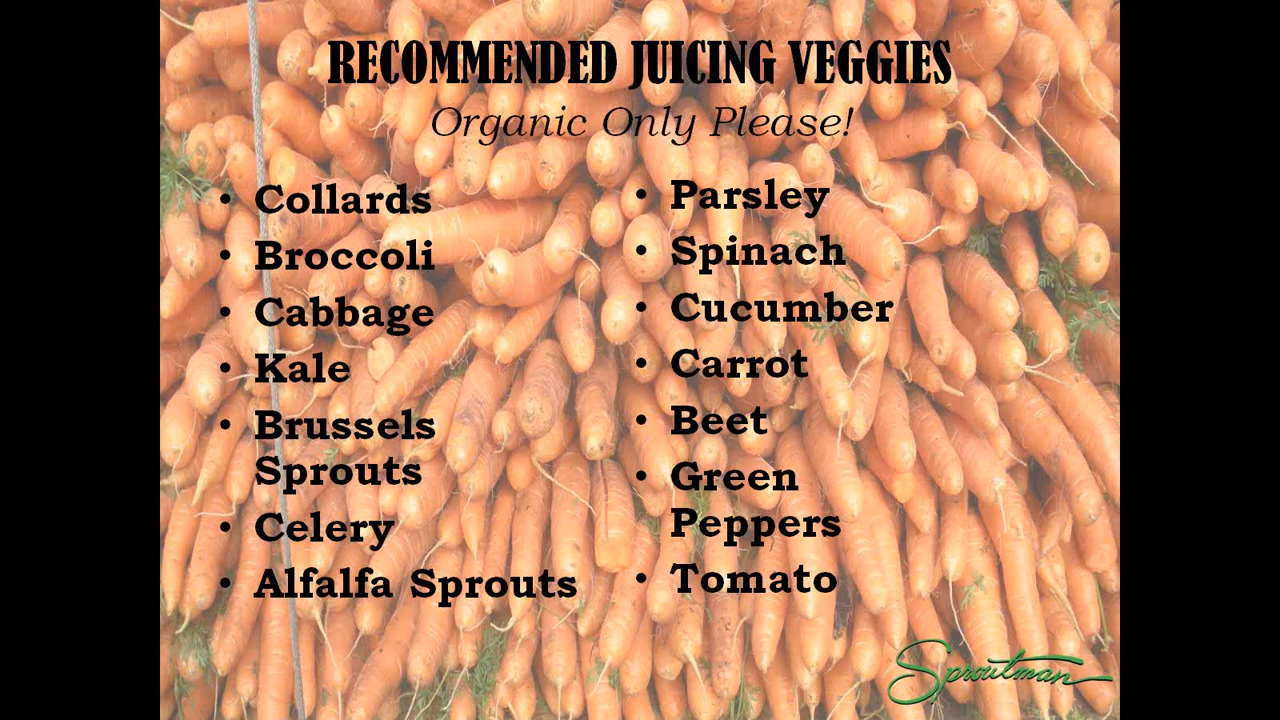 RECOMMENDED JUICING VEGGIES
Organic Only Please!
• Collards
• Broccoli
• Cabbage
• Kale
• Brussels
Sprouts
• Celery
• Alfalfa Sprouts
• Parsley
• Spinach
• Cucumber
• Carrot
• Beet
• Green
Peppers
• Tomato
Sproutman